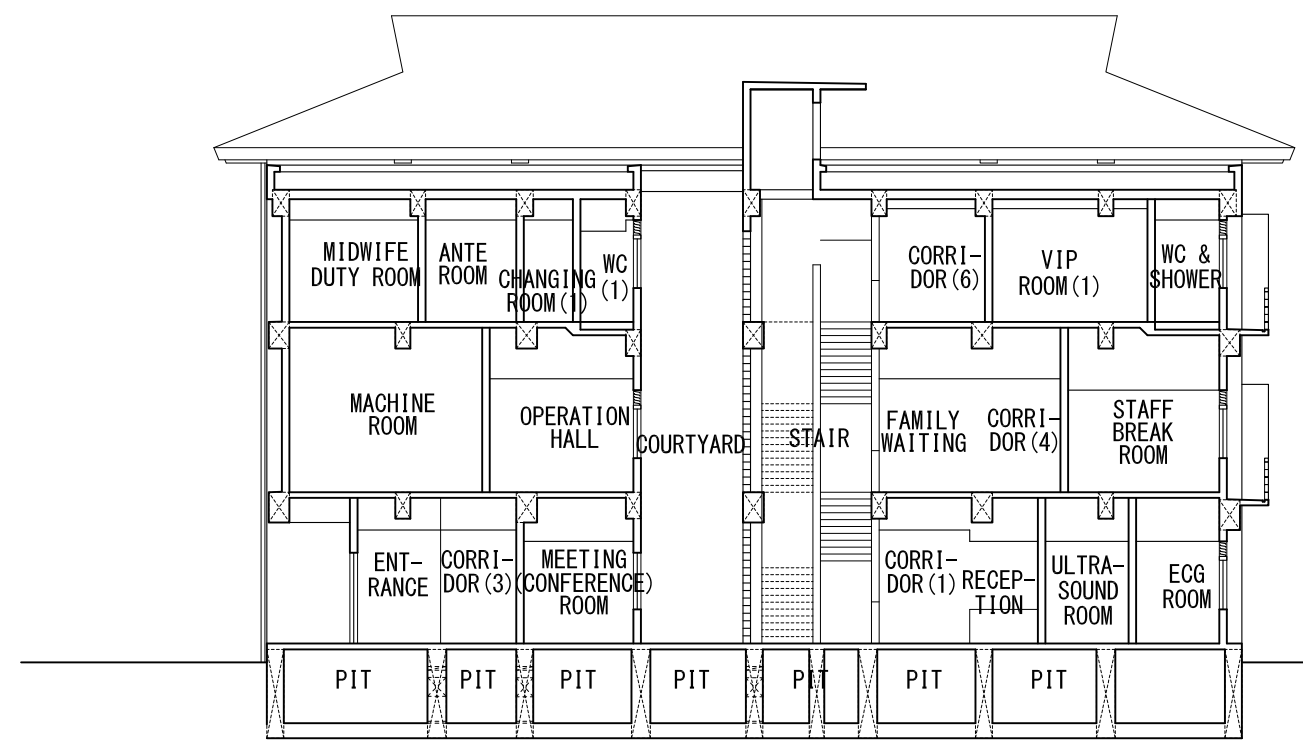 MIDWIFE
DUTY ROOM
ANTE
ROOM
CHANGING
ROOM(1)
WC
(1)
CORRI-
DOR(6)
VIP
ROOM(1)
WC &
SHOWER
MACHINE
ROOM
OPERATION
HALL
COURTYARD
STAIR
FAMILY
WAITING
CORRI-
DOR(4)
STAFF
BREAK
ROOM
ENT-
RANCE
CORRI-
DOR(3)
MEETING
(CONFERENCE)
ROOM
CORRI-
DOR(1)
RECEP-
TION
ULTRA-
SOUND
ROOM
ECG
ROOM
PIT
PIT
PIT
PIT
PIT
PIT
PIT